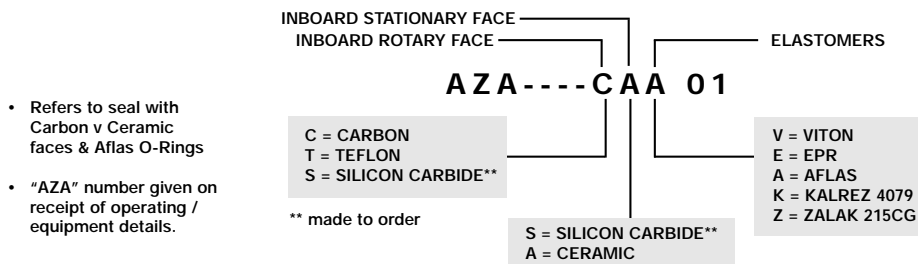 INBOARD STATIONARY FACE
INBOARD ROTARY FACE
ELASTOMERS
AZA----CAA 01
• Refers to seal with
Carbon v Ceramic
faces & Aflas O-Rings
• “AZA” number given on
receipt of operating /
equipment details.
C = CARBON
T = TEFLON
S = SILICON CARBIDE**
** made to order
S = SILICON CARBIDE**
A = CERAMIC
V = VITON
E = EPR
A = AFLAS
K = KALREZ 4079
Z = ZALAK 215CG